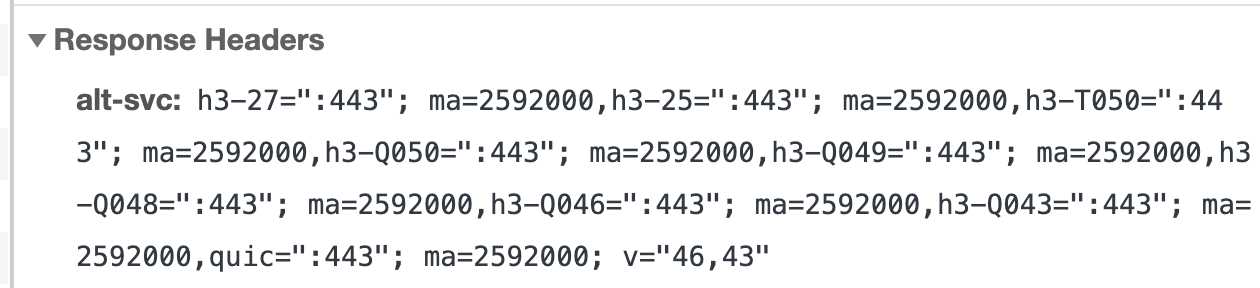 ▼ Response Headers
alt-svc: h3-27=":443"; ma=2592000,h3-25=":443"; ma=2592000,h3-T050=":44
3"; ma=2592000,h3-Q050=":443"; ma=2592000,h3-Q049=":443"; ma=2592000,h3
-Q048=":443"; ma=2592000,h3-Q046=":443"; ma=2592000,h3-Q043=":443"; ma=
2592000,quic=":443"; ma=2592000; v="46,43"